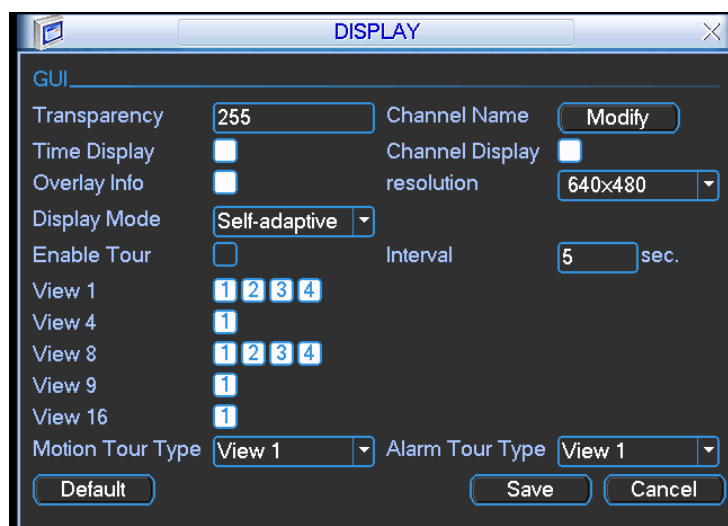 DISPLAY
GUI
Transparency 255 Channel Name Modify
Time Display Channel Display
Overlay Info resolution 640×480
Display Mode Self-adaptive
Enable Tour Interval 5 sec.
View 1 1 2 3 4
View 4 1
View 8 1 2 3 4
View 9 1
View 16 1
Motion Tour Type View 1 Alarm Tour Type View 1
Default Save Cancel